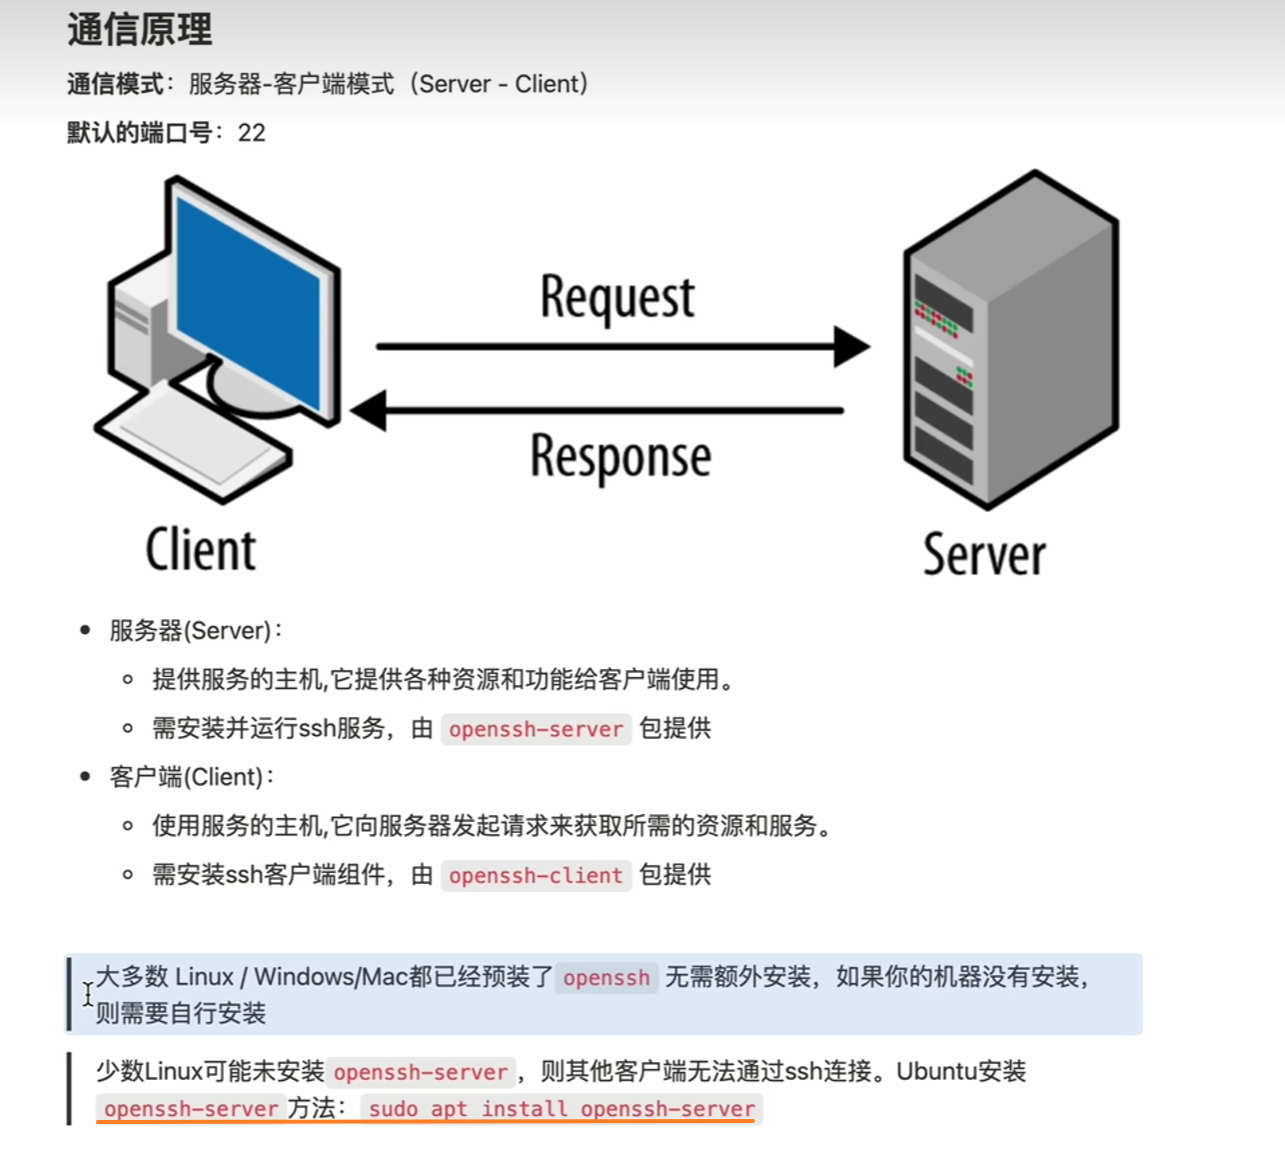 通信原理
通信模式：服务器-客户端模式（Server - Client）
默认的端口号：22
Request
Response
Client
Server
服务器(Server)：
提供服务的主机,它提供各种资源和功能给客户端使用。
需安装并运行ssh服务，由 openssh-server 包提供
客户端(Client)：
使用服务的主机,它向服务器发起请求来获取所需的资源和服务。
需安装ssh客户端组件，由 openssh-client 包提供
大多数 Linux / Windows/Mac都已经预装了 openssh 无需额外安装，如果你的机器没有安装，
则需要自行安装
少数Linux可能未安装 openssh-server ，则其他客户端无法通过ssh连接。Ubuntu安装
openssh-server 方法： sudo apt install openssh-server